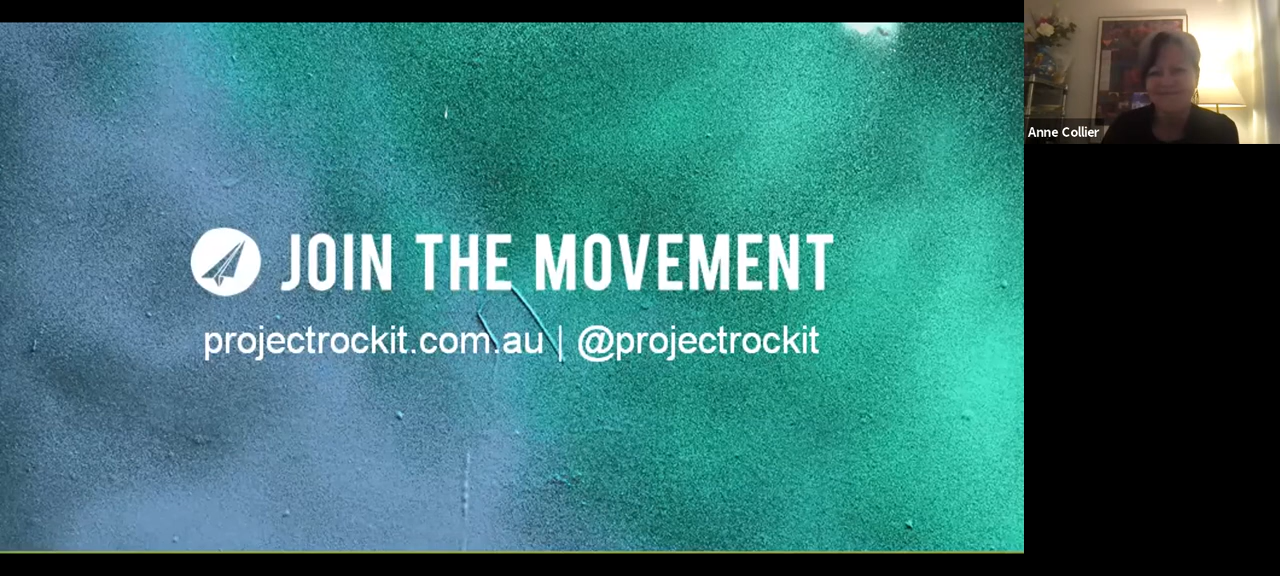 JOIN THE MOVEMENT
projectrockit.com.au | @projectrockit
Anne Collier